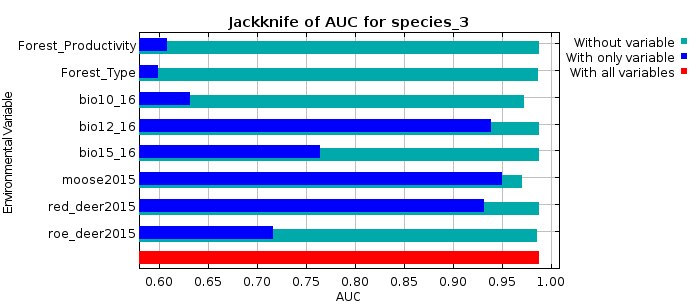 Jackknife of AUC for species_3
Environmental Variable
Forest_Productivity
Forest_Type
bio10_16
bio12_16
bio15_16
moose2015
red_deer2015
roe_deer2015
Without variable
With only variable
With all variables
0.60 0.65 0.70 0.75 0.80 0.85 0.90 0.95 1.00
AUC